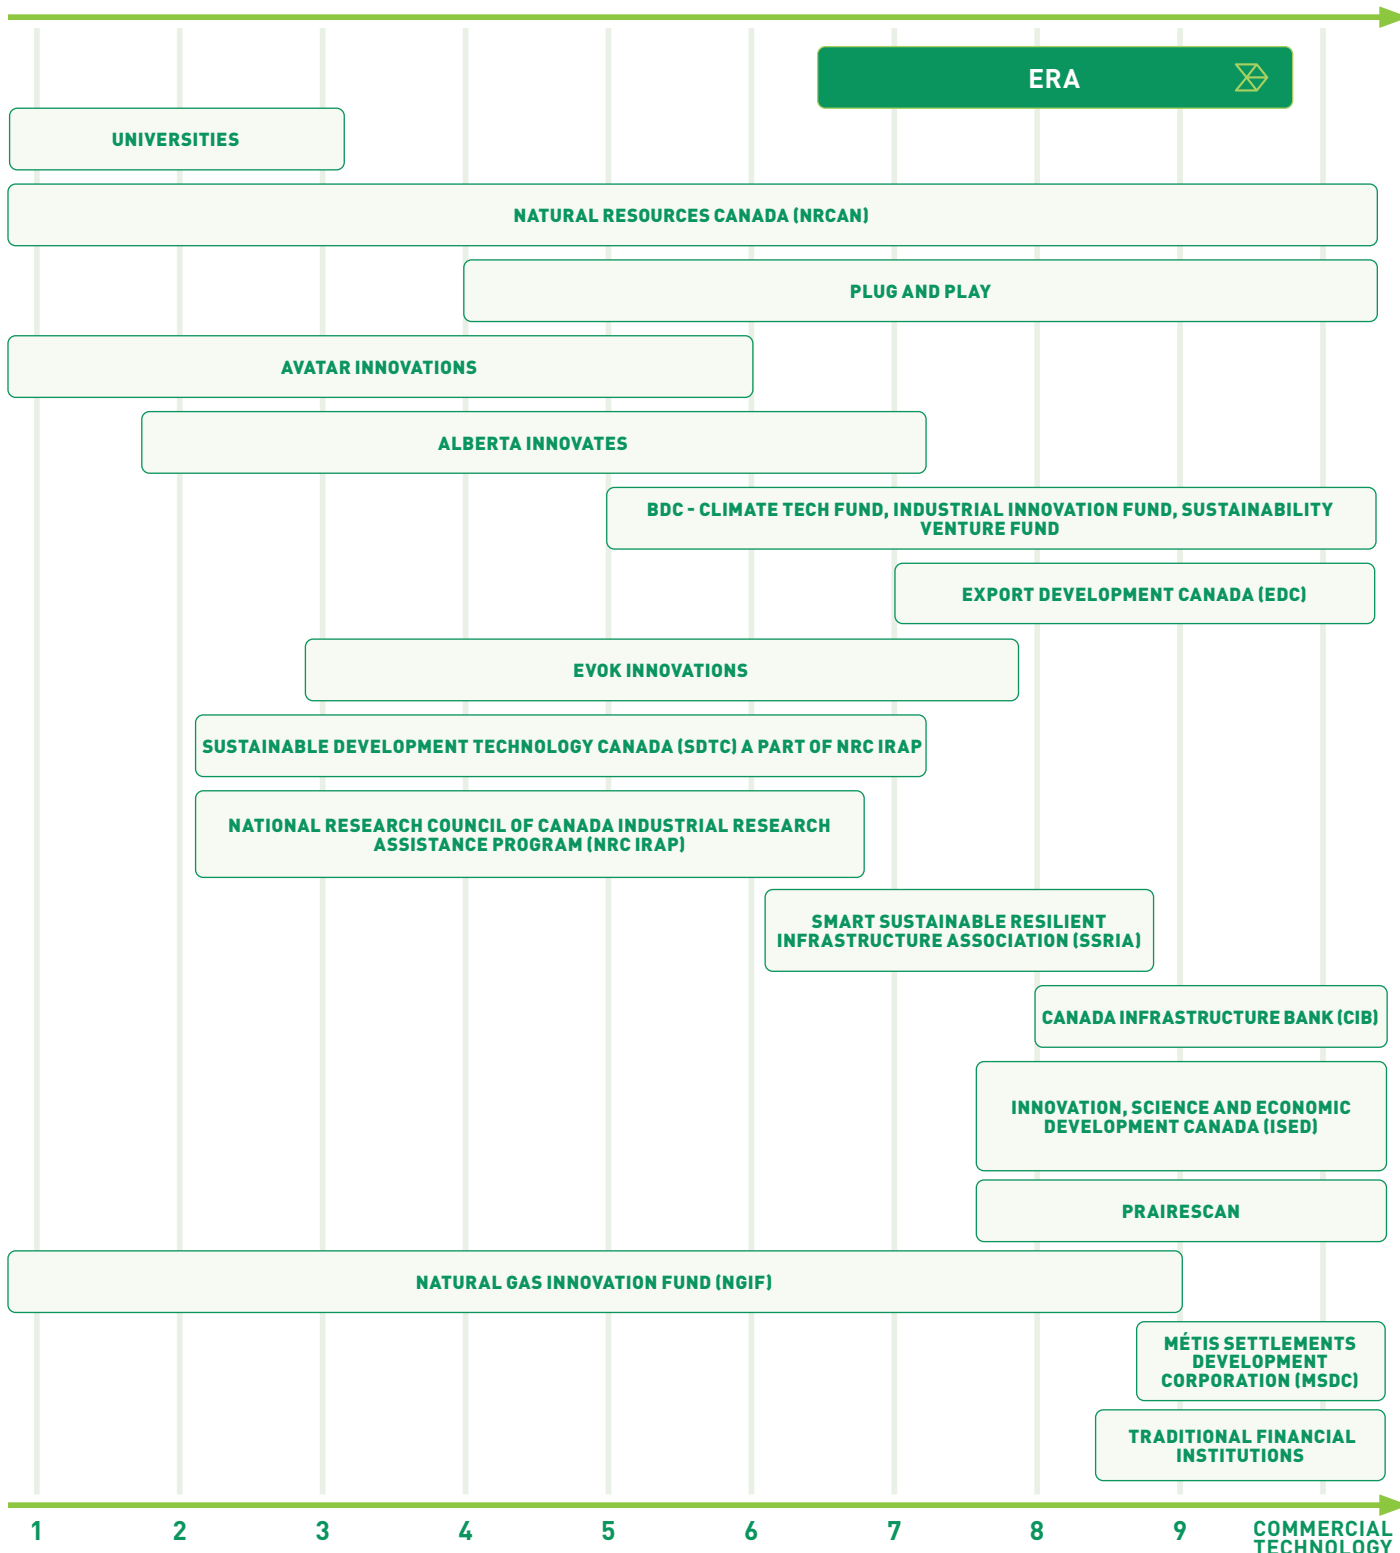 ERA
UNIVERSITIES
NATURAL RESOURCES CANADA (NRCAN)
PLUG AND PLAY
AVATAR INNOVATIONS
ALBERTA INNOVATES
BDC - CLIMATE TECH FUND, INDUSTRIAL INNOVATION FUND, SUSTAINABILITY
VENTURE FUND
EXPORT DEVELOPMENT CANADA (EDC)
EVOK INNOVATIONS
SUSTAINABLE DEVELOPMENT TECHNOLOGY CANADA (SDTC) A PART OF NRC IRAP
NATIONAL RESEARCH COUNCIL OF CANADA INDUSTRIAL RESEARCH
ASSISTANCE PROGRAM (NRC IRAP)
SMART SUSTAINABLE RESILIENT
INFRASTRUCTURE ASSOCIATION (SSRIA)
CANADA INFRASTRUCTURE BANK (CIB)
INNOVATION, SCIENCE AND ECONOMIC
DEVELOPMENT CANADA (ISED)
PRAIRESCAN
NATURAL GAS INNOVATION FUND (NGIF)
MÉTIS SETTLEMENTS
DEVELOPMENT
CORPORATION (MSDC)
TRADITIONAL FINANCIAL
INSTITUTIONS
1 2 3 4 5 6 7 8 9 COMMERCIAL
TECHNOLOGY